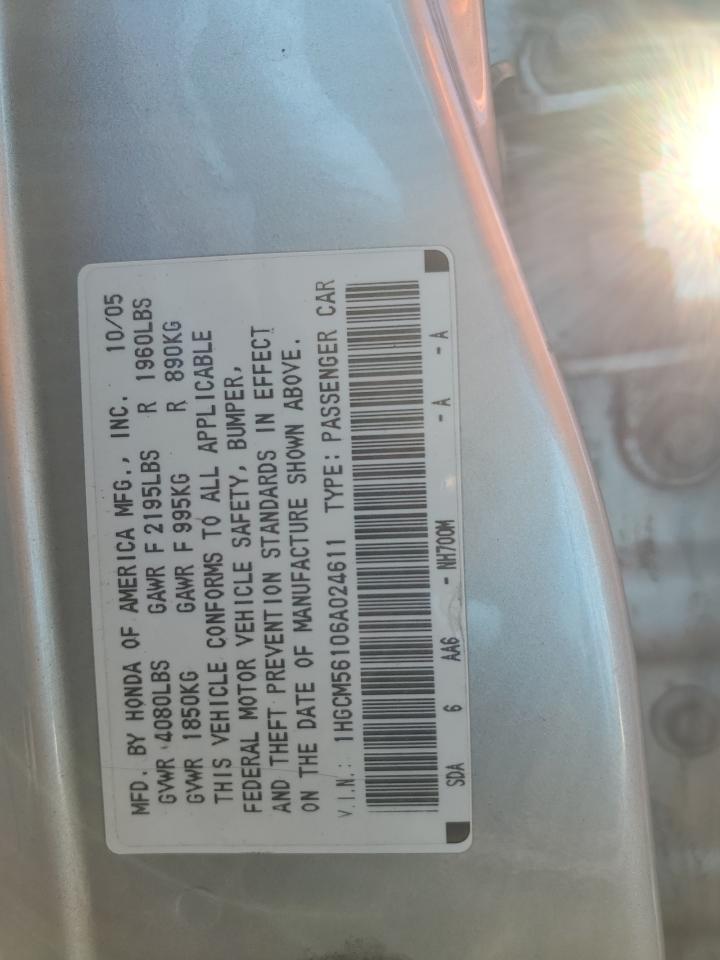 MFD. BY HONDA OF AMERICA MFG., INC. 10/05
GVWR 4080LBS GAWR F 2195LBS R 1960LBS
GVWR 1850KG GAWR F 995KG R 890KG
THIS VEHICLE CONFORMS TO ALL APPLICABLE
FEDERAL MOTOR VEHICLE SAFETY, BUMPER,
AND THEFT PREVENTION STANDARDS IN EFFECT
ON THE DATE OF MANUFACTURE SHOWN ABOVE.
V.I.N.: 1HGCM56106A024611 TYPE: PASSENGER CAR
SDA 6 AA6 - NH700M - A - A